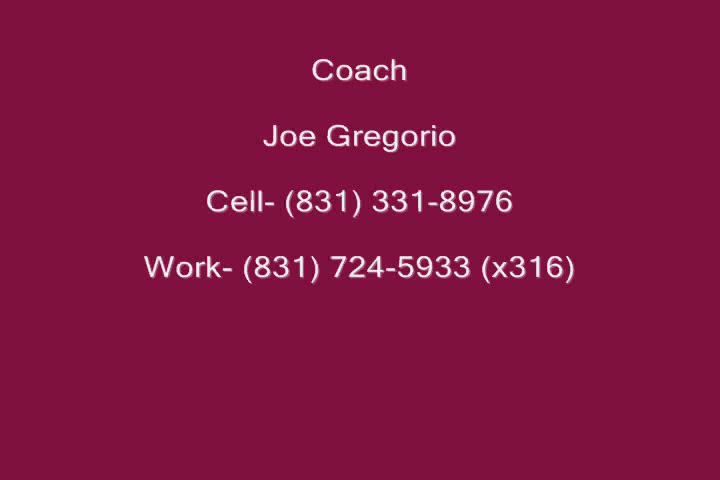 Coach
Joe Gregorio
Cell- (831) 331-8976
Work- (831) 724-5933 (x316)